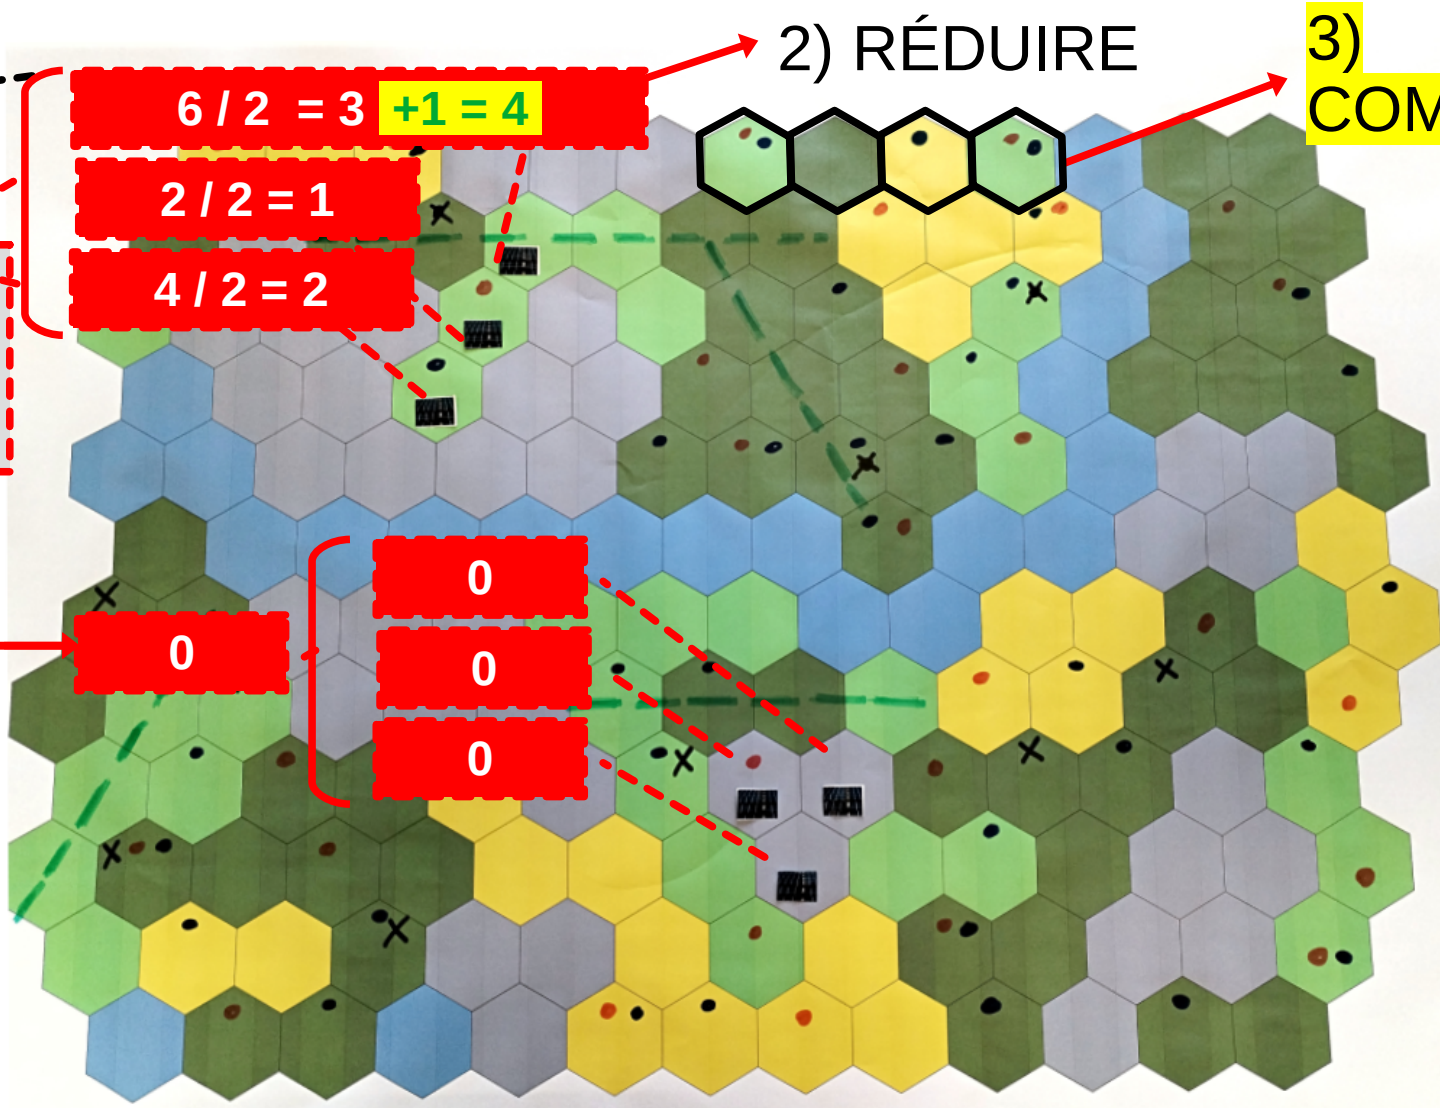 2) RÉDUIRE
3)
COM
6 / 2 = 3 +1 = 4
2 / 2 = 1
4 / 2 = 2
0
0
0
0